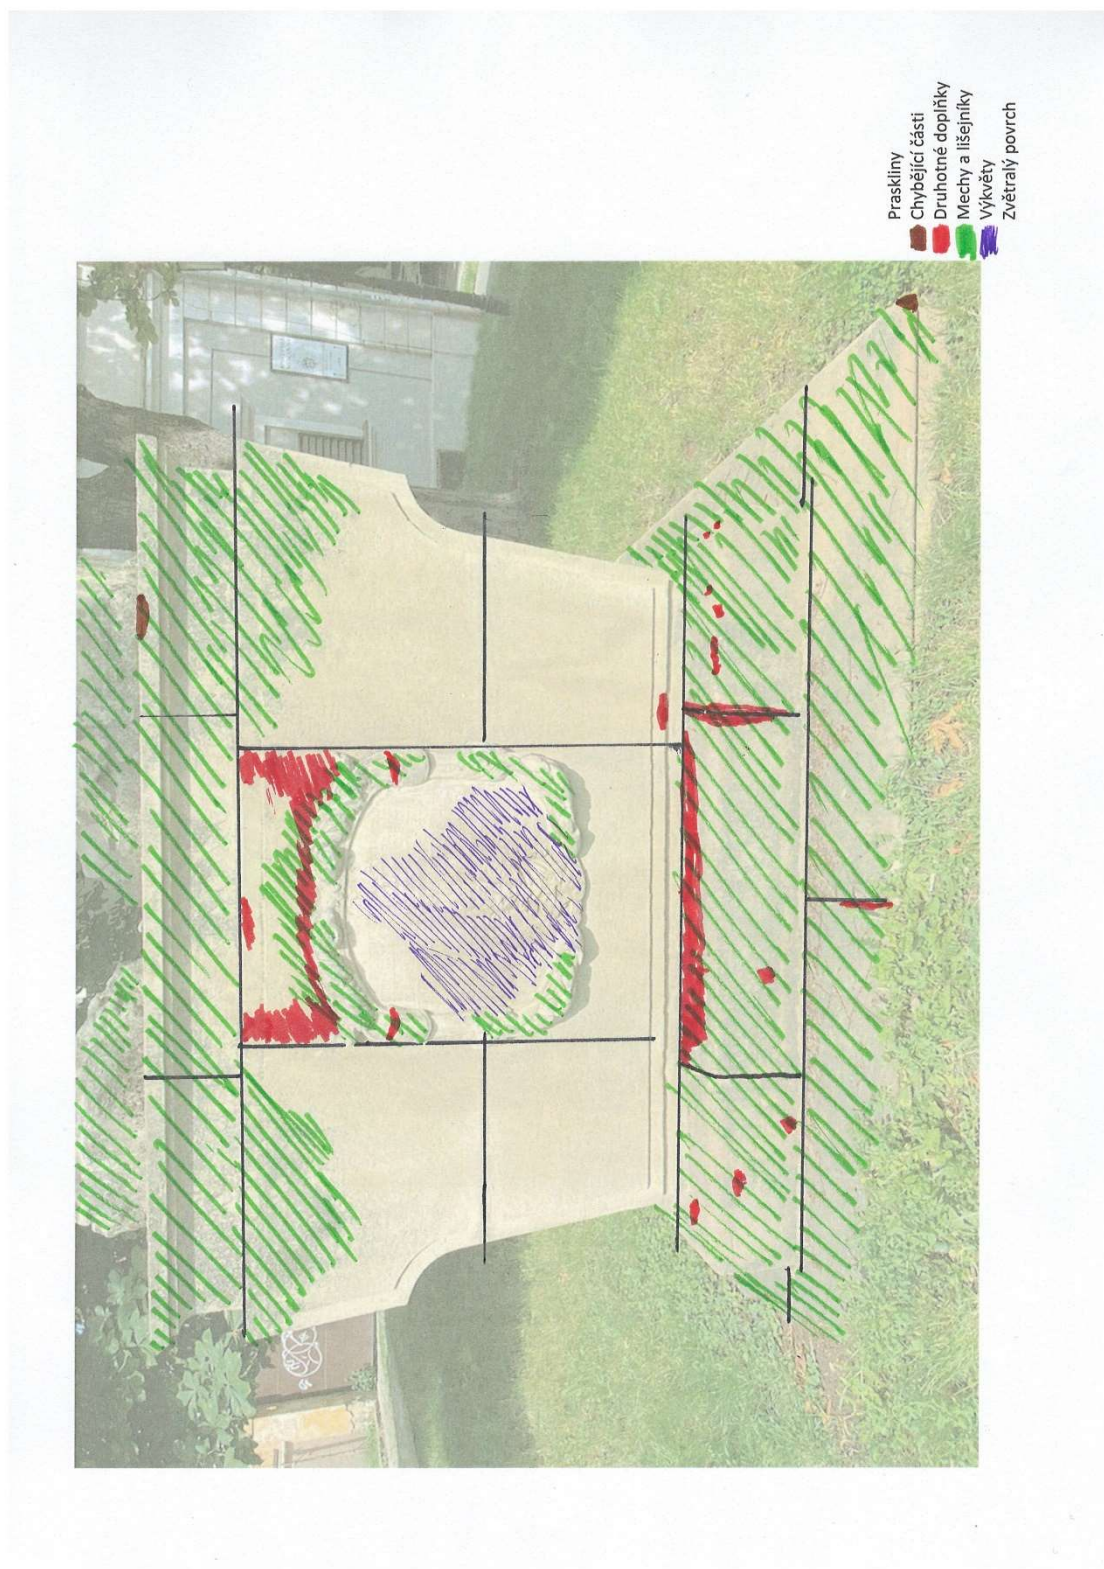 Praskliny
Chybějící části
Druhotné doplňky
Mechy a lišejníky
Výkvěty
Zvětralý povrch